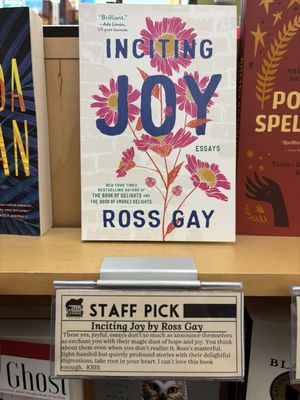 "Brilliant."
—Ada Limón,
US poet laureate
INCITING
JOY
ESSAYS
NEW YORK TIMES
BESTSELLING AUTHOR OF
THE BOOK OF DELIGHTS AND
THE BOOK OF (MORE) DELIGHTS
ROSS GAY
DA
AN
PO
SPEL
STAFF PICK
Inciting Joy by Ross Gay
These yes, joyful, essays don't so much as announce themselves
as enchant you with their magic dust of hope and joy. You think
about them even when you don't realize it. Ross's masterful,
light-handed but quietly profound stories with their delightful
digressions, take root in your heart. I can't love this book
enough. -KRIS
Ghost